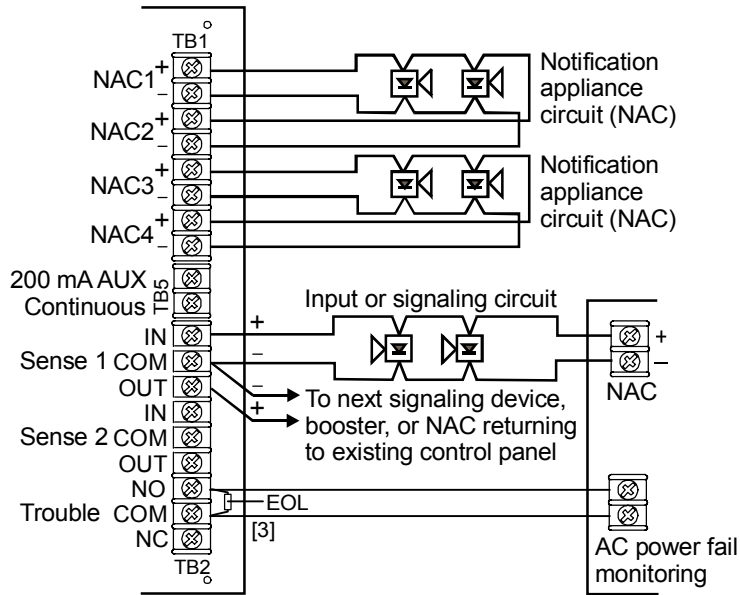 TB1
NAC1
+
–
NAC2
+
–
NAC3
+
–
NAC4
+
–
Notification
appliance
circuit (NAC)
Notification
appliance
circuit (NAC)
200 mA AUX
Continuous
TB5
Input or signaling circuit
IN
+
Sense 1 COM
–
OUT
+
–
NAC
–
+
To next signaling device,
booster, or NAC returning
to existing control panel
IN
Sense 2 COM
OUT
NO
Trouble COM
NC
EOL
[3]
TB2
AC power fail
monitoring